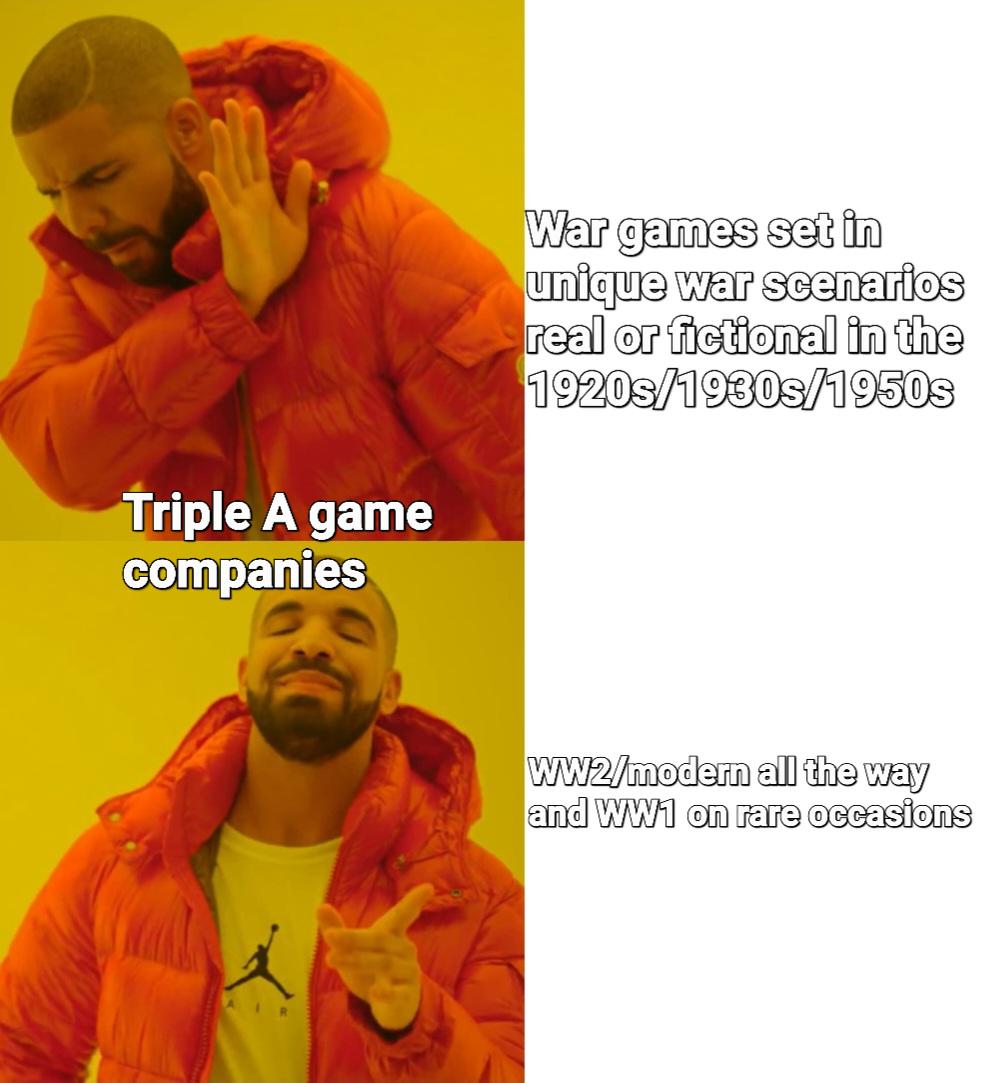 War games set in
unique war scenarios
real or fictional in the
1920s/1930s/1950s
Triple A game
companies
WW2/modern all the way
and WW1 on rare occasions
A I R